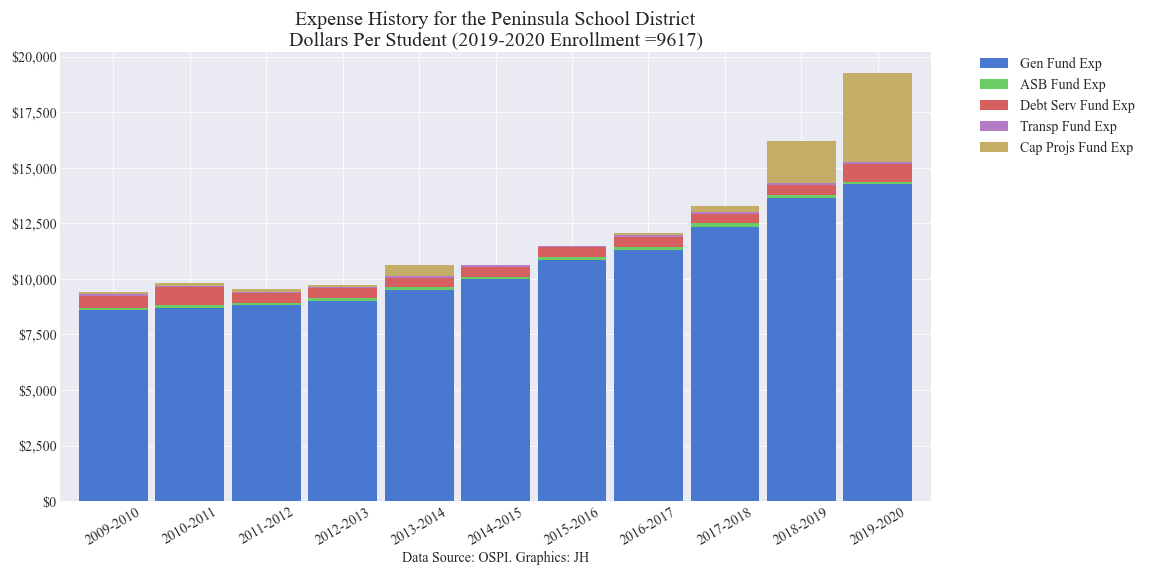 Expense History for the Peninsula School District
Dollars Per Student (2019-2020 Enrollment =9617)
$20,000
$17,500
$15,000
$12,500
$10,000
$7,500
$5,000
$2,500
$0
Gen Fund Exp
ASB Fund Exp
Debt Serv Fund Exp
Transp Fund Exp
Cap Projs Fund Exp
2009-2010
2010-2011
2011-2012
2012-2013
2013-2014
2014-2015
2015-2016
2016-2017
2017-2018
2018-2019
2019-2020
Data Source: OSPI. Graphics: JH